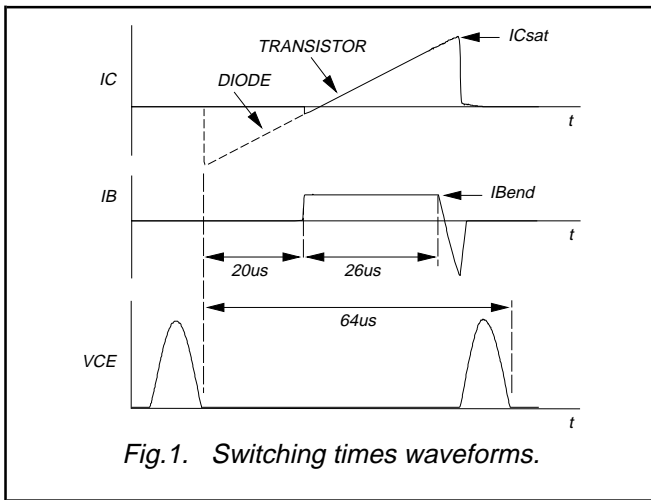 ICsat
TRANSISTOR
IC
DIODE
t
IB
IBend
t
20us
26us
64us
VCE
t
Fig.1. Switching times waveforms.